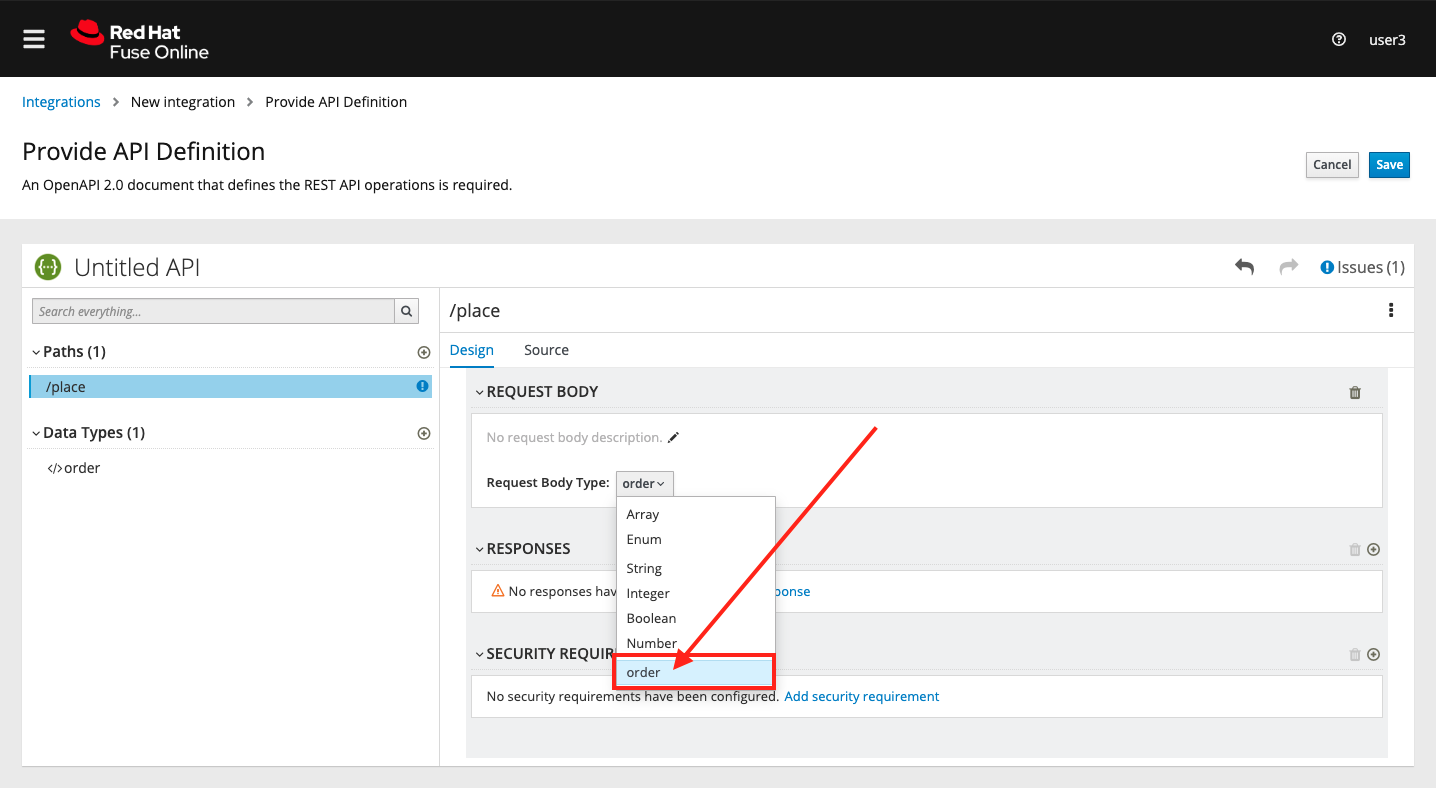 Red Hat
Fuse Online
user3
Integrations > New integration > Provide API Definition
Provide API Definition
Cancel Save
An OpenAPI 2.0 document that defines the REST API operations is required.
Untitled API
Issues (1)
Search everything...
/place
Paths (1)
Design Source
/place
REQUEST BODY
Data Types (1)
No request body description.
</>order
Request Body Type: order
Array
Enum
String
Integer
Boolean
Number
order
RESPONSES
No responses hav
ponse
SECURITY REQUIR
No security requirements have been configured. Add security requirement